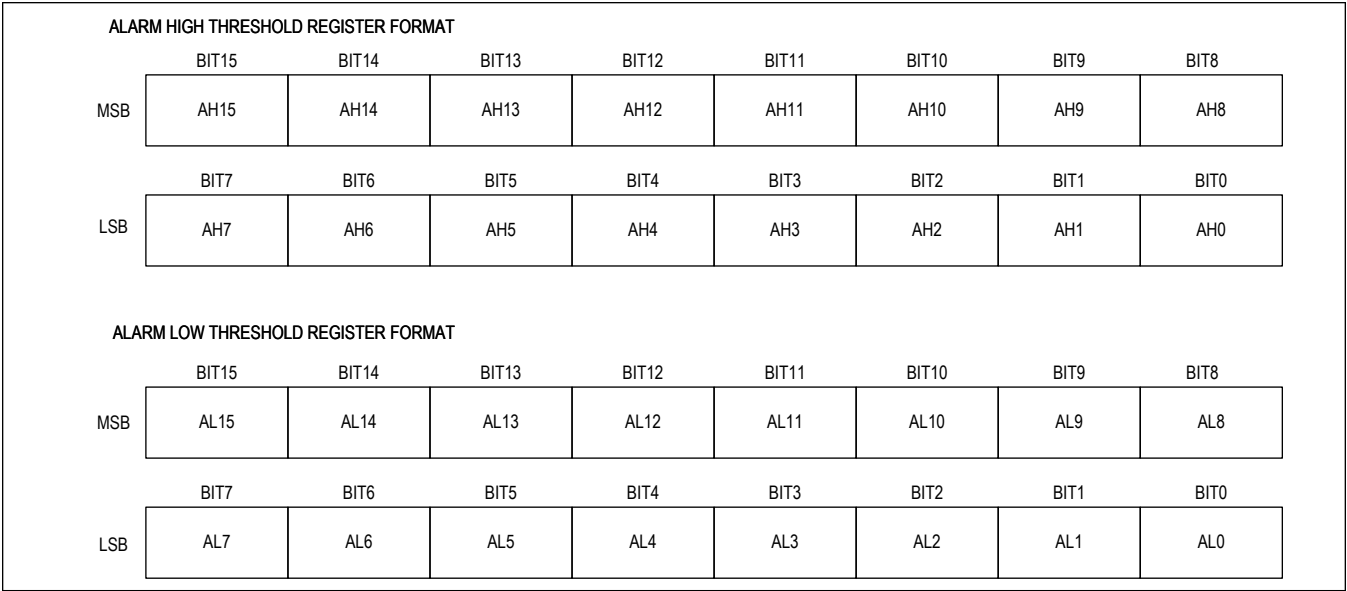 ALARM HIGH THRESHOLD REGISTER FORMAT
BIT15 BIT14 BIT13 BIT12 BIT11 BIT10 BIT9 BIT8
MSB AH15 AH14 AH13 AH12 AH11 AH10 AH9 AH8
BIT7 BIT6 BIT5 BIT4 BIT3 BIT2 BIT1 BIT0
LSB AH7 AH6 AH5 AH4 AH3 AH2 AH1 AH0
ALARM LOW THRESHOLD REGISTER FORMAT
BIT15 BIT14 BIT13 BIT12 BIT11 BIT10 BIT9 BIT8
MSB AL15 AL14 AL13 AL12 AL11 AL10 AL9 AL8
BIT7 BIT6 BIT5 BIT4 BIT3 BIT2 BIT1 BIT0
LSB AL7 AL6 AL5 AL4 AL3 AL2 AL1 AL0